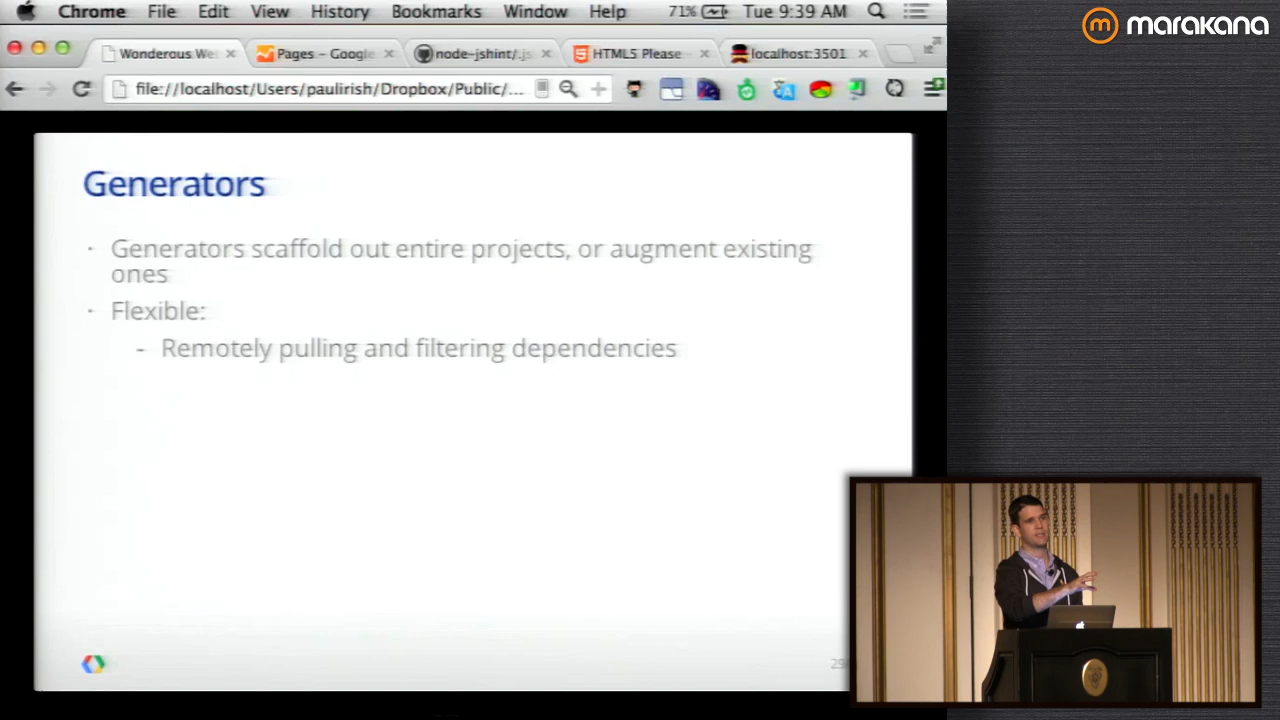 Chrome File Edit View History Bookmarks Window Help 71% Tue 9:39 AM
marakana
Wonderous We
Pages – Google
node-jshint/.js
HTML5 Please
localhost:3501
file://localhost/Users/paulirish/Dropbox/Public/...
Generators
· Generators scaffold out entire projects, or augment existing
ones
· Flexible:
- Remotely pulling and filtering dependencies
29